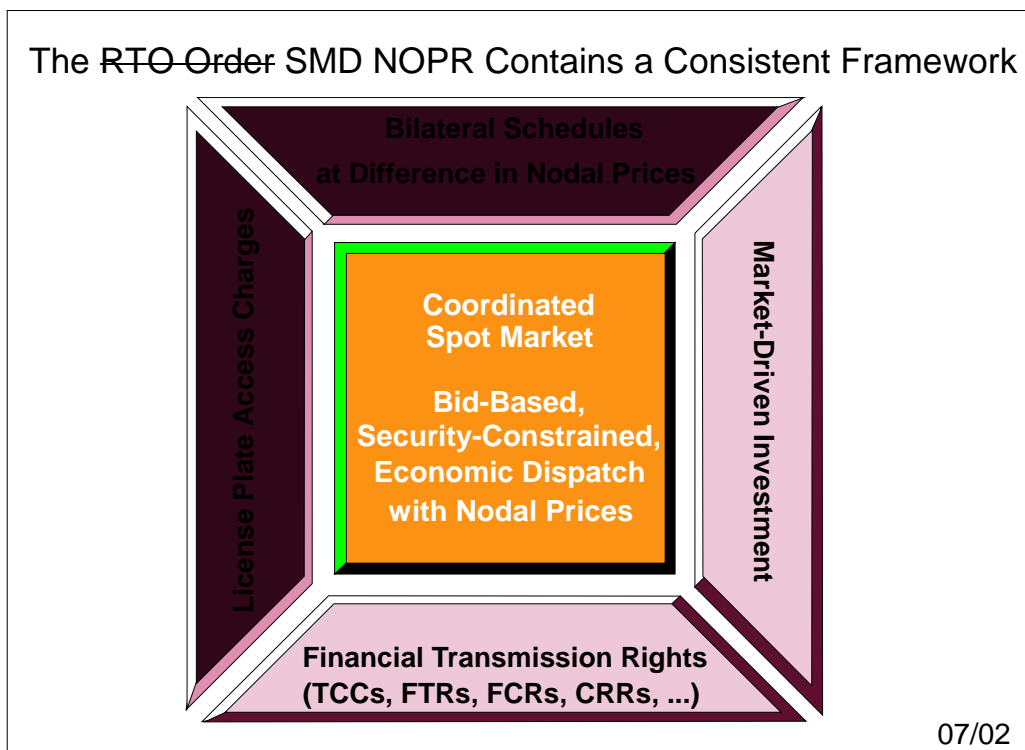 The RTO Order SMD NOPR Contains a Consistent Framework
Bilateral Schedules
at Difference in Nodal Prices
License Plate Access Charges
Coordinated
Spot Market
Bid-Based,
Security-Constrained,
Economic Dispatch
with Nodal Prices
Market-Driven Investment
Financial Transmission Rights
(TCCs, FTRs, FCRs, CRRs, ...)
07/02